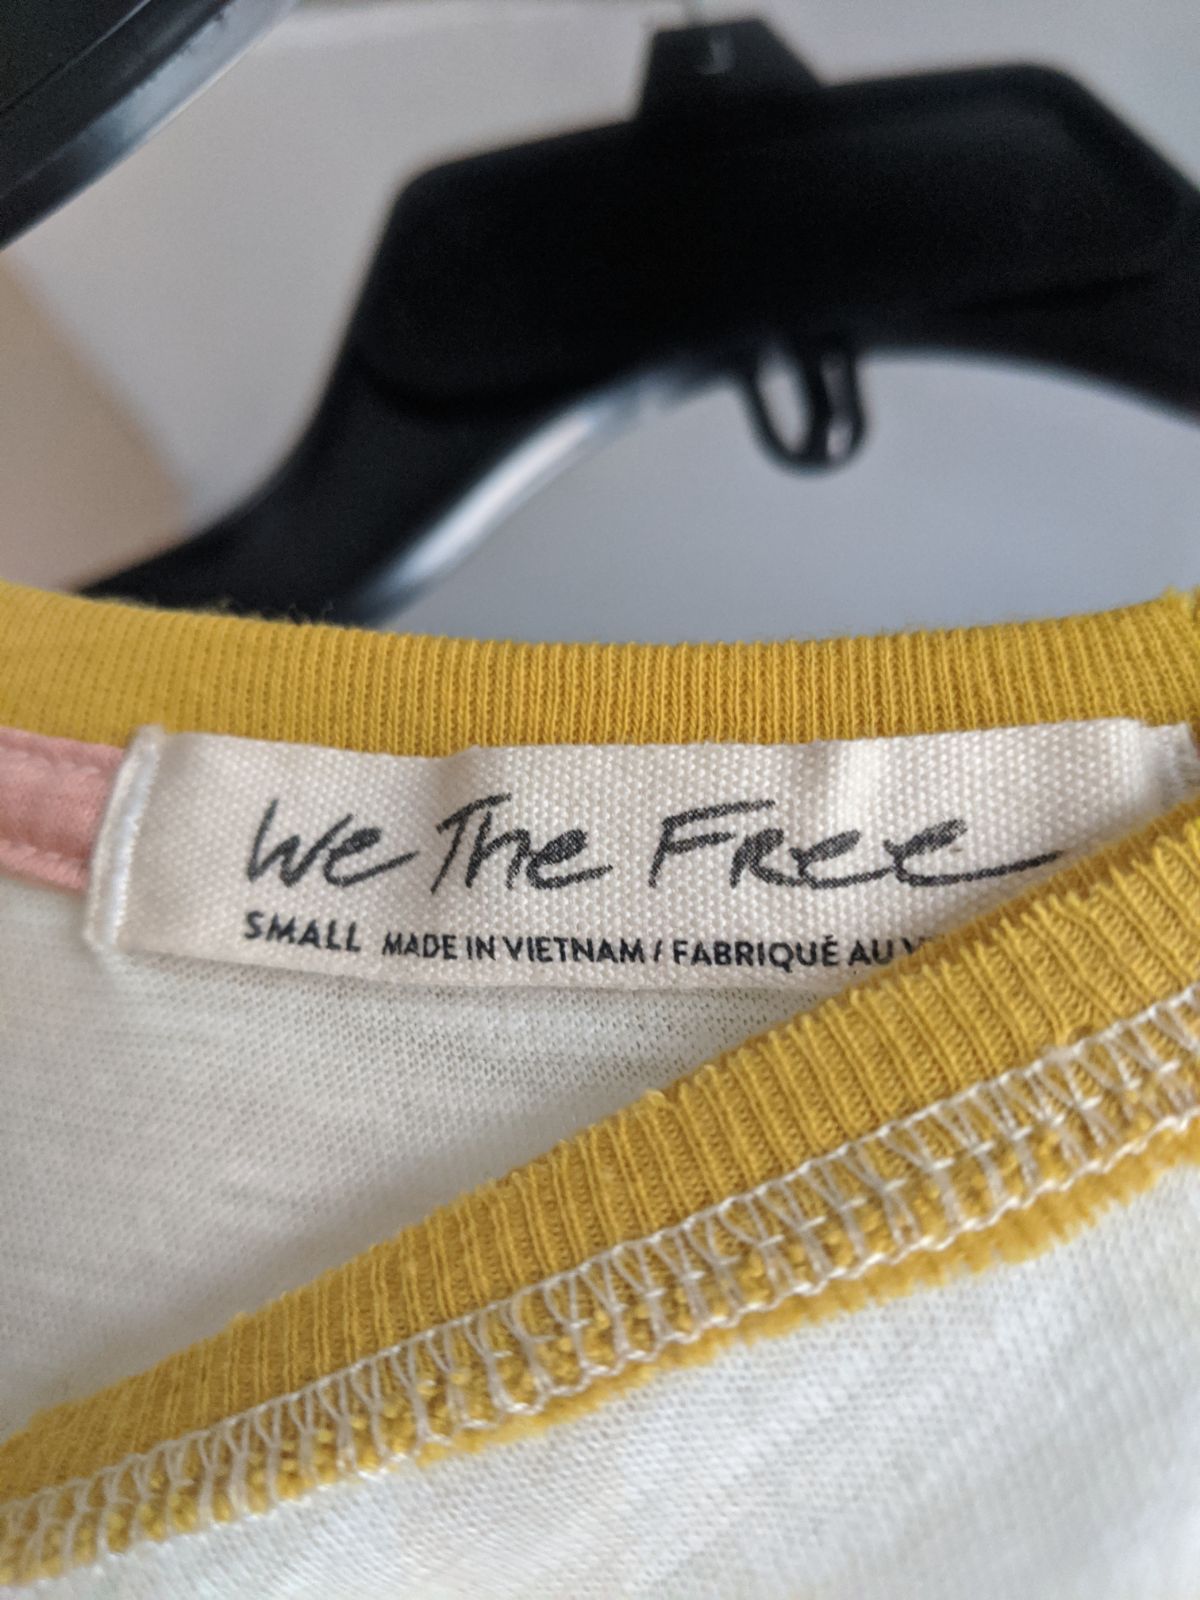 We The Free
SMALL MADE IN VIETNAM / FABRIQUÉ AU